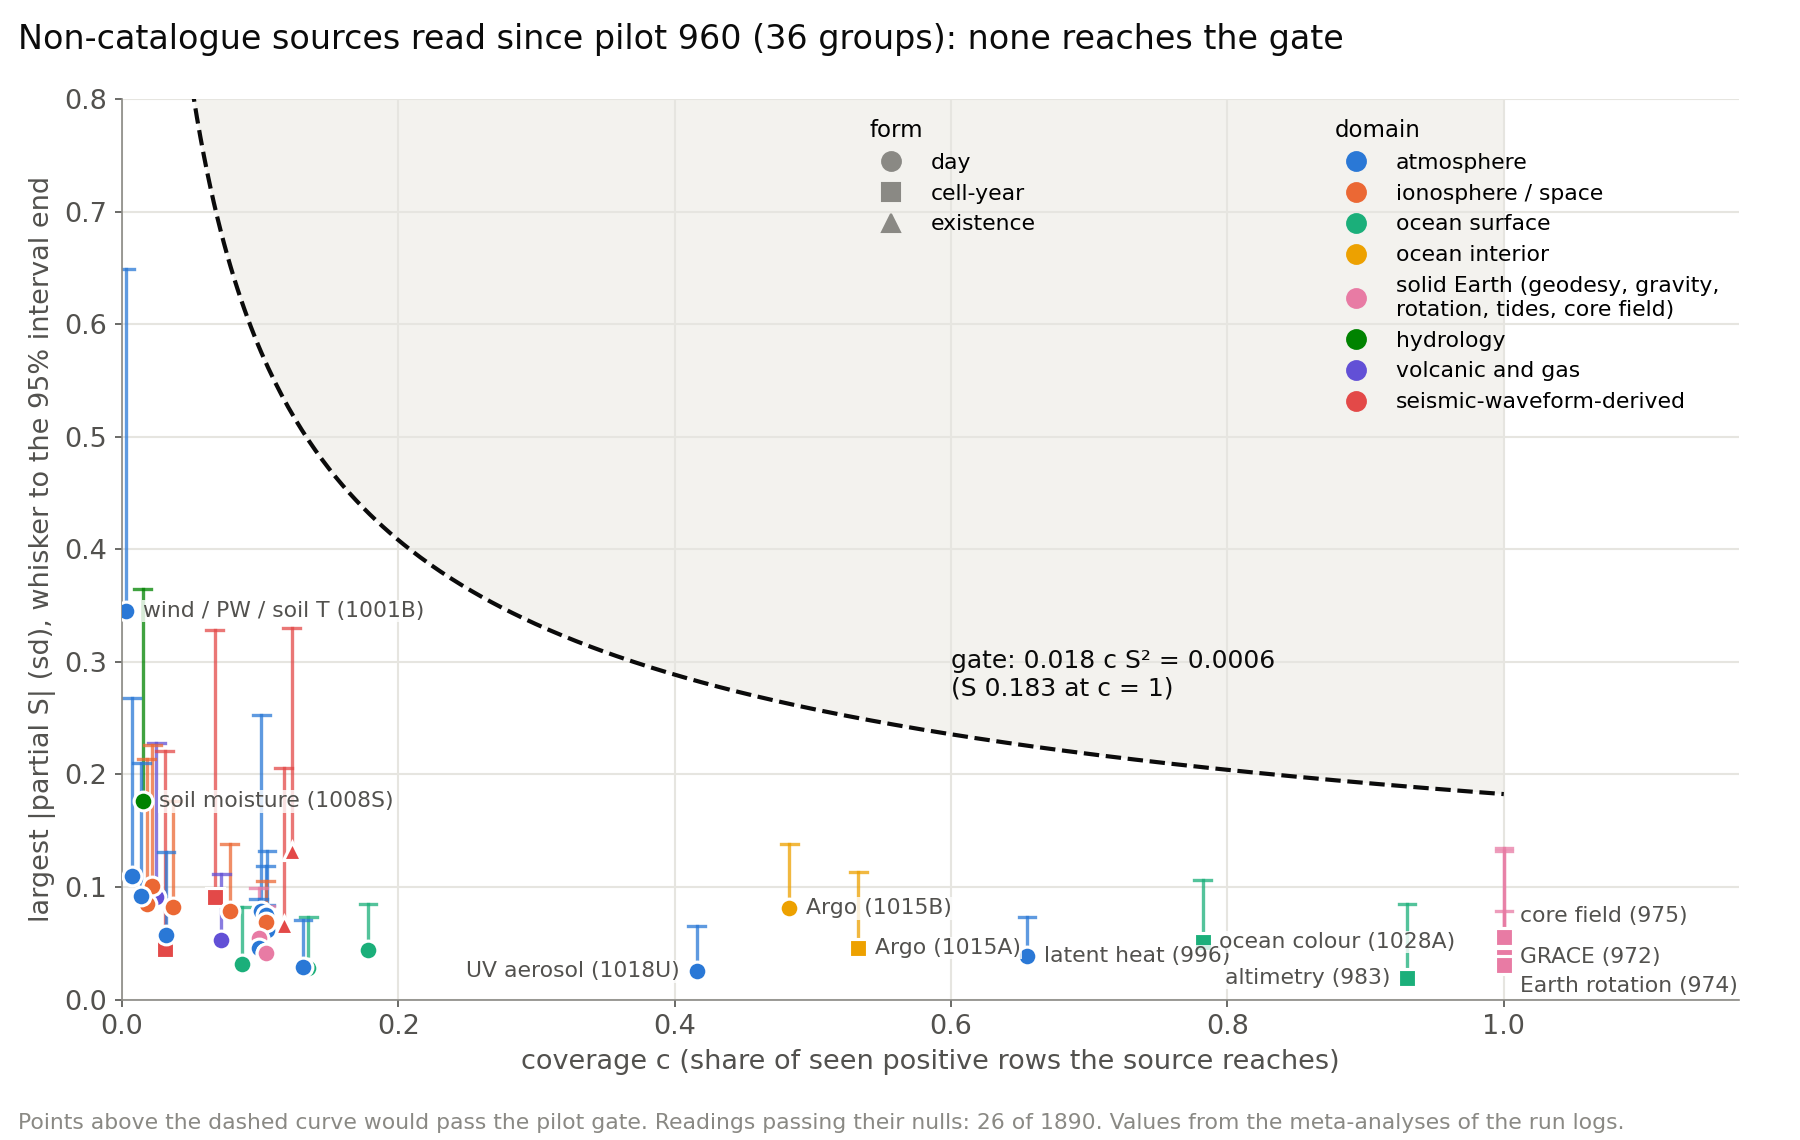 Non-catalogue sources read since pilot 960 (36 groups): none reaches the gate
largest |partial S| (sd), whisker to the 95% interval end
0.8
0.7
0.6
0.5
0.4
0.3
0.2
0.1
0.0
form
day
cell-year
existence
domain
atmosphere
ionosphere / space
ocean surface
ocean interior
solid Earth (geodesy, gravity,
rotation, tides, core field)
hydrology
volcanic and gas
seismic-waveform-derived
wind / PW / soil T (1001B)
gate: 0.018 c S² = 0.0006
(S 0.183 at c = 1)
soil moisture (1008S)
Argo (1015B)
core field (975)
Argo (1015A)
ocean colour (1028A)
latent heat (996)
GRACE (972)
UV aerosol (1018U)
altimetry (983)
Earth rotation (974)
0.0
0.2
0.4
0.6
0.8
1.0
coverage c (share of seen positive rows the source reaches)
Points above the dashed curve would pass the pilot gate. Readings passing their nulls: 26 of 1890. Values from the meta-analyses of the run logs.